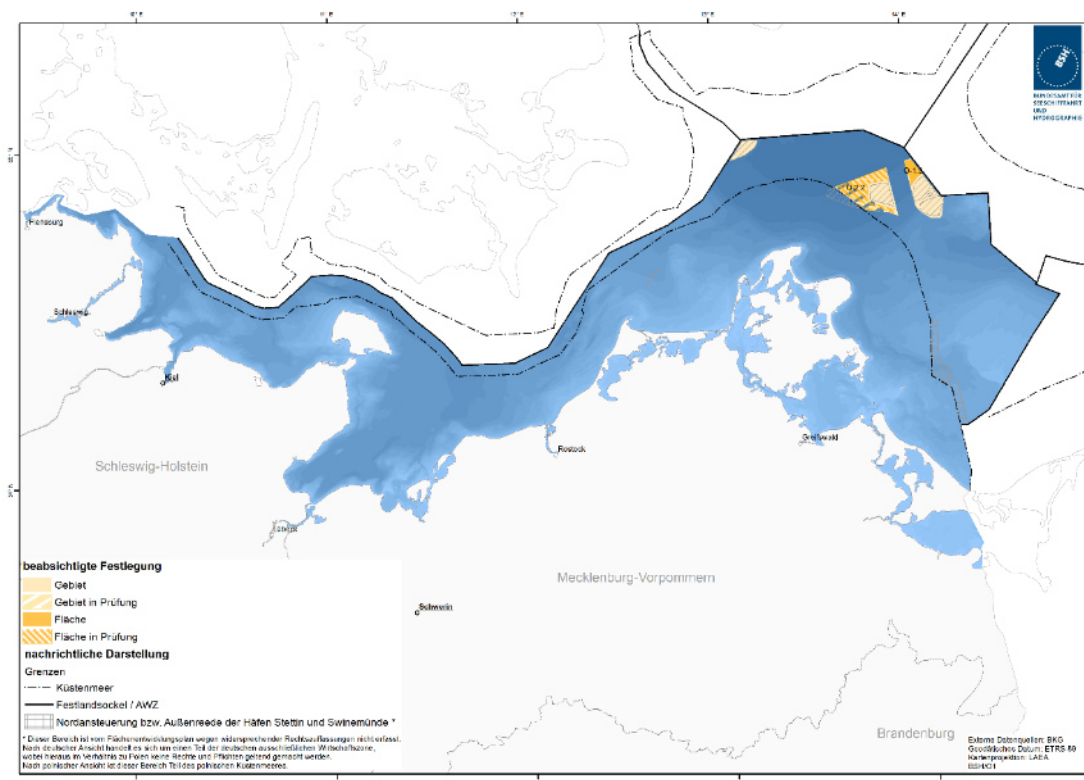 10°E
11°E
12°E
13°E
14°E
BSH
BUNDESAMT FÜR
SEESCHIFFFAHRT
UND
HYDROGRAPHIE
O-2.2
Flensburg
Schleswig
Kiel
Greifswald
Rostock
Schleswig-Holstein
Lübeck
Mecklenburg-Vorpommern
Schwerin
Brandenburg
beabsichtigte Festlegung
Gebiet
Gebiet in Prüfung
Fläche
Fläche in Prüfung
nachrichtliche Darstellung
Grenzen
Küstenmeer
Festlandsockel / AWZ
Nordansteuerung bzw. Außenreede der Häfen Stettin und Swinemünde *
* Dieser Bereich ist vom Flächenentwicklungsplan wegen widersprechender Rechtsauffassungen nicht erfasst.
Nach deutscher Ansicht handelt es sich um einen Teil der deutschen ausschließlichen Wirtschaftszone,
wobei hieraus im Verhältnis zu Polen keine Rechte und Pflichten geltend gemacht werden.
Nach polnischer Ansicht ist dieser Bereich Teil des polnischen Küstenmeeres.
Externe Datenquellen: BKG
Geodätisches Datum: ETRS 89
Kartenprojektion: LAEA